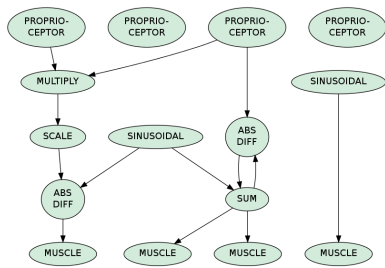 PROPRIO-
CEPTOR
PROPRIO-
CEPTOR
PROPRIO-
CEPTOR
PROPRIO-
CEPTOR
MULTIPLY
SINUSOIDAL
SCALE
SINUSOIDAL
ABS
DIFF
ABS
DIFF
SUM
MUSCLE
MUSCLE
MUSCLE
MUSCLE